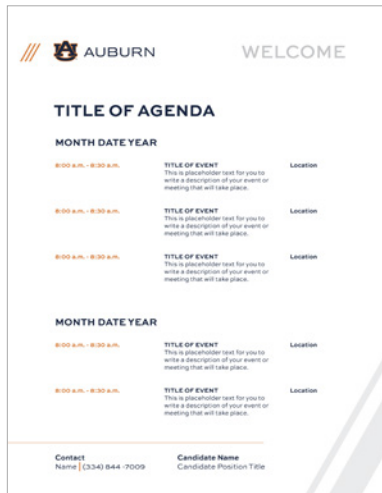 AUBURN
WELCOME
TITLE OF AGENDA
MONTH DATE YEAR
8:00 a.m. - 8:30 a.m. TITLE OF EVENT Location
This is placeholder text for you to
write a description of your event or
meeting that will take place.
8:00 a.m. - 8:30 a.m. TITLE OF EVENT Location
This is placeholder text for you to
write a description of your event or
meeting that will take place.
8:00 a.m. - 8:30 a.m. TITLE OF EVENT Location
This is placeholder text for you to
write a description of your event or
meeting that will take place.
MONTH DATE YEAR
8:00 a.m. - 8:30 a.m. TITLE OF EVENT Location
This is placeholder text for you to
write a description of your event or
meeting that will take place.
8:00 a.m. - 8:30 a.m. TITLE OF EVENT Location
This is placeholder text for you to
write a description of your event or
meeting that will take place.
Contact Candidate Name
Name | (334) 844 -7009 Candidate Position Title